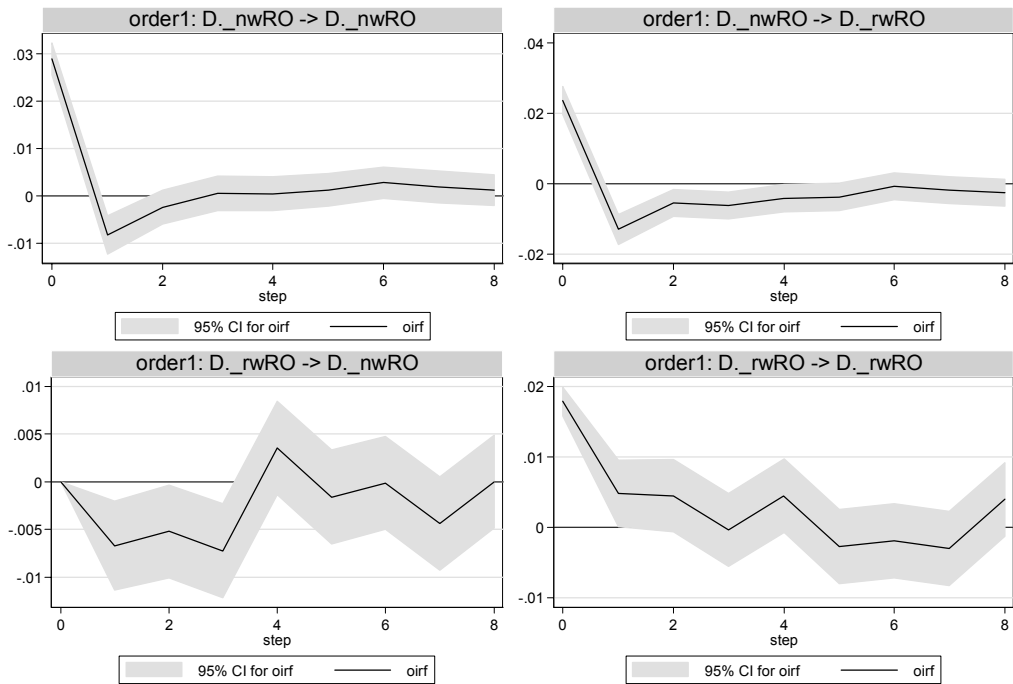 order1: D._nwRO -> D._nwRO
.03
.02
.01
0
-.01
0 2 4 6 8
step
95% CI for oirf oirf
order1: D._nwRO -> D._rwRO
.04
.02
0
-.02
0 2 4 6 8
step
95% CI for oirf oirf
order1: D._rwRO -> D._nwRO
.01
.005
0
-.005
-.01
0 2 4 6 8
step
95% CI for oirf oirf
order1: D._rwRO -> D._rwRO
.02
.01
0
-.01
0 2 4 6 8
step
95% CI for oirf oirf